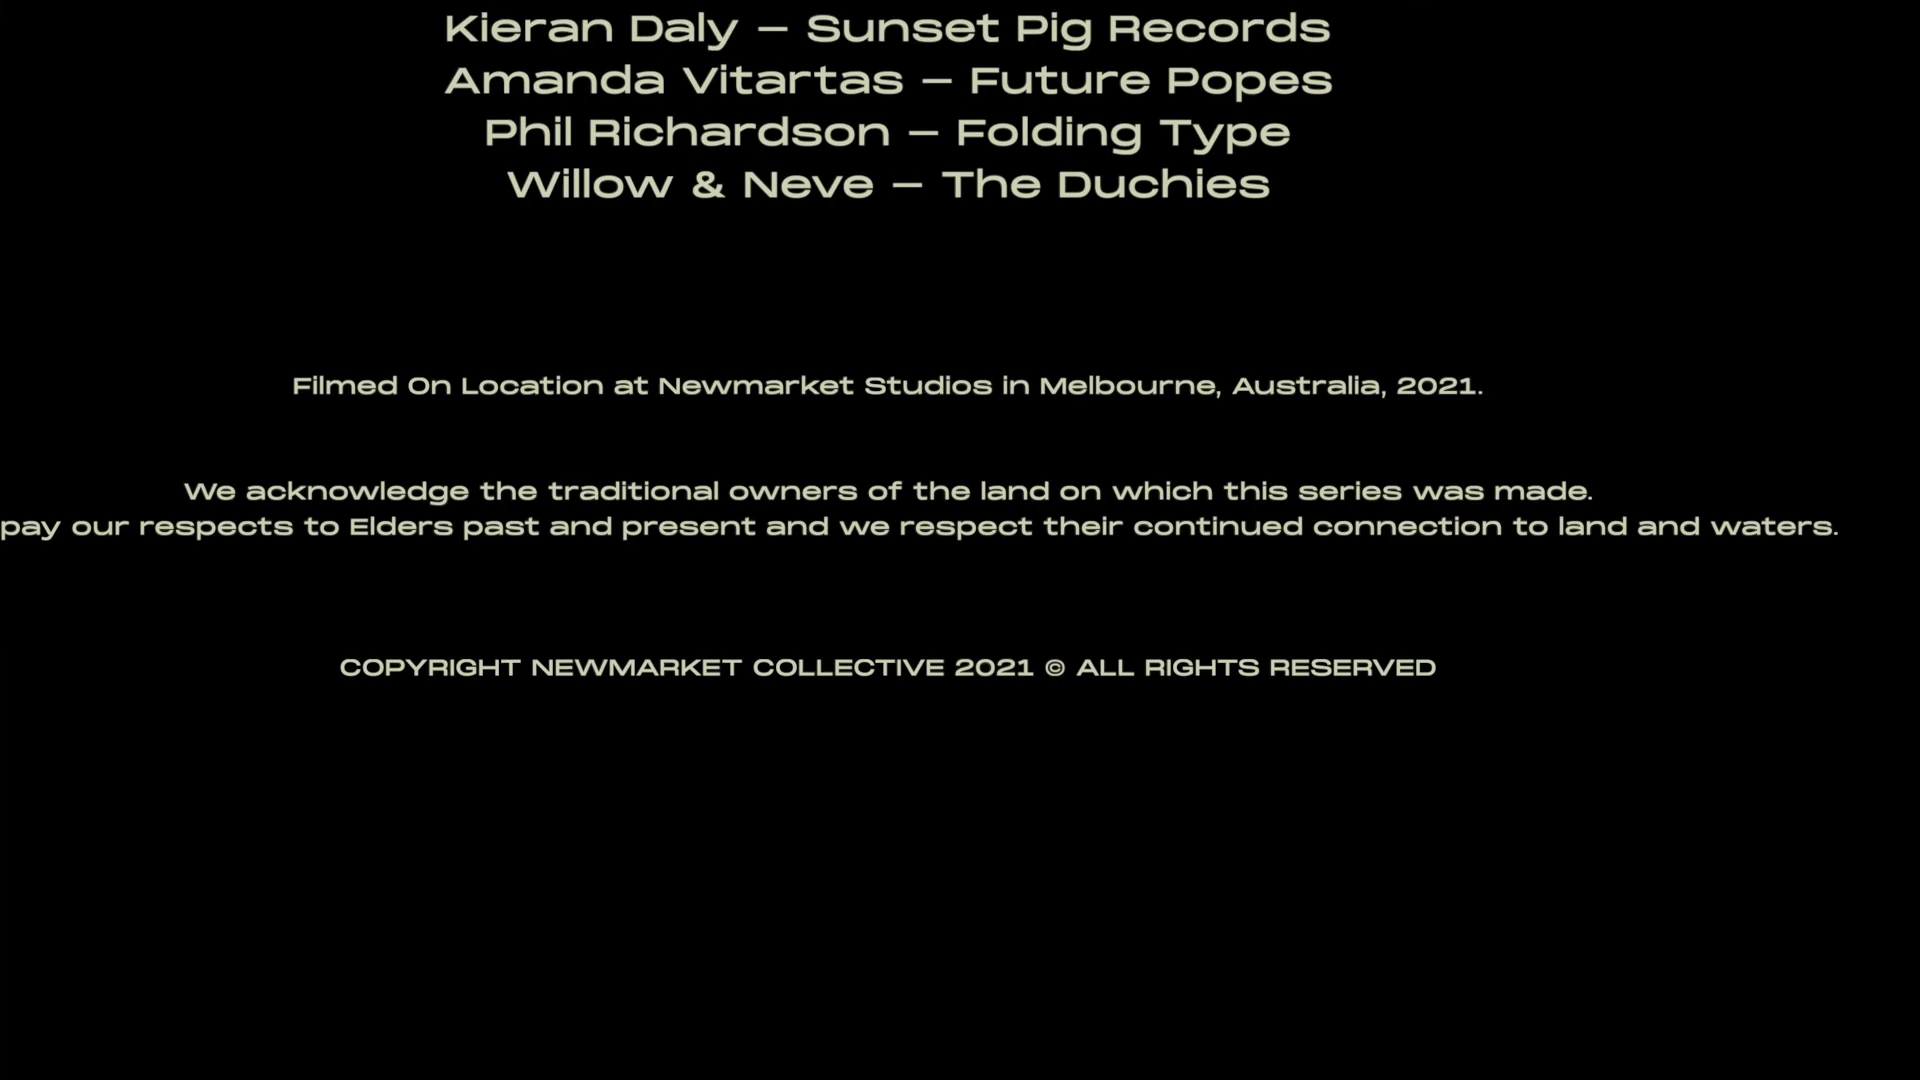 Kieran Daly – Sunset Pig Records
Amanda Vitartas – Future Popes
Phil Richardson – Folding Type
Willow & Neve – The Duchies
Filmed On Location at Newmarket Studios in Melbourne, Australia, 2021.
We acknowledge the traditional owners of the land on which this series was made.
pay our respects to Elders past and present and we respect their continued connection to land and waters.
COPYRIGHT NEWMARKET COLLECTIVE 2021 © ALL RIGHTS RESERVED